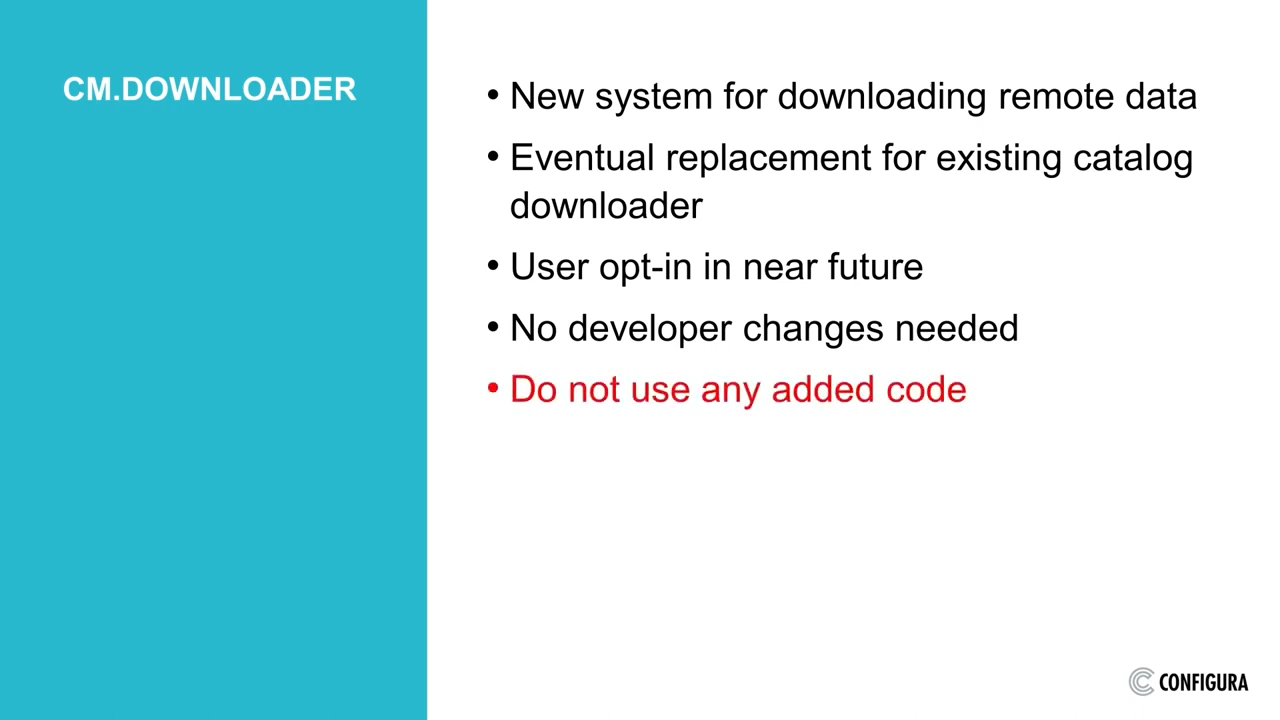 CM.DOWNLOADER
• New system for downloading remote data
• Eventual replacement for existing catalog
downloader
• User opt-in in near future
• No developer changes needed
• Do not use any added code
CONFIGURA